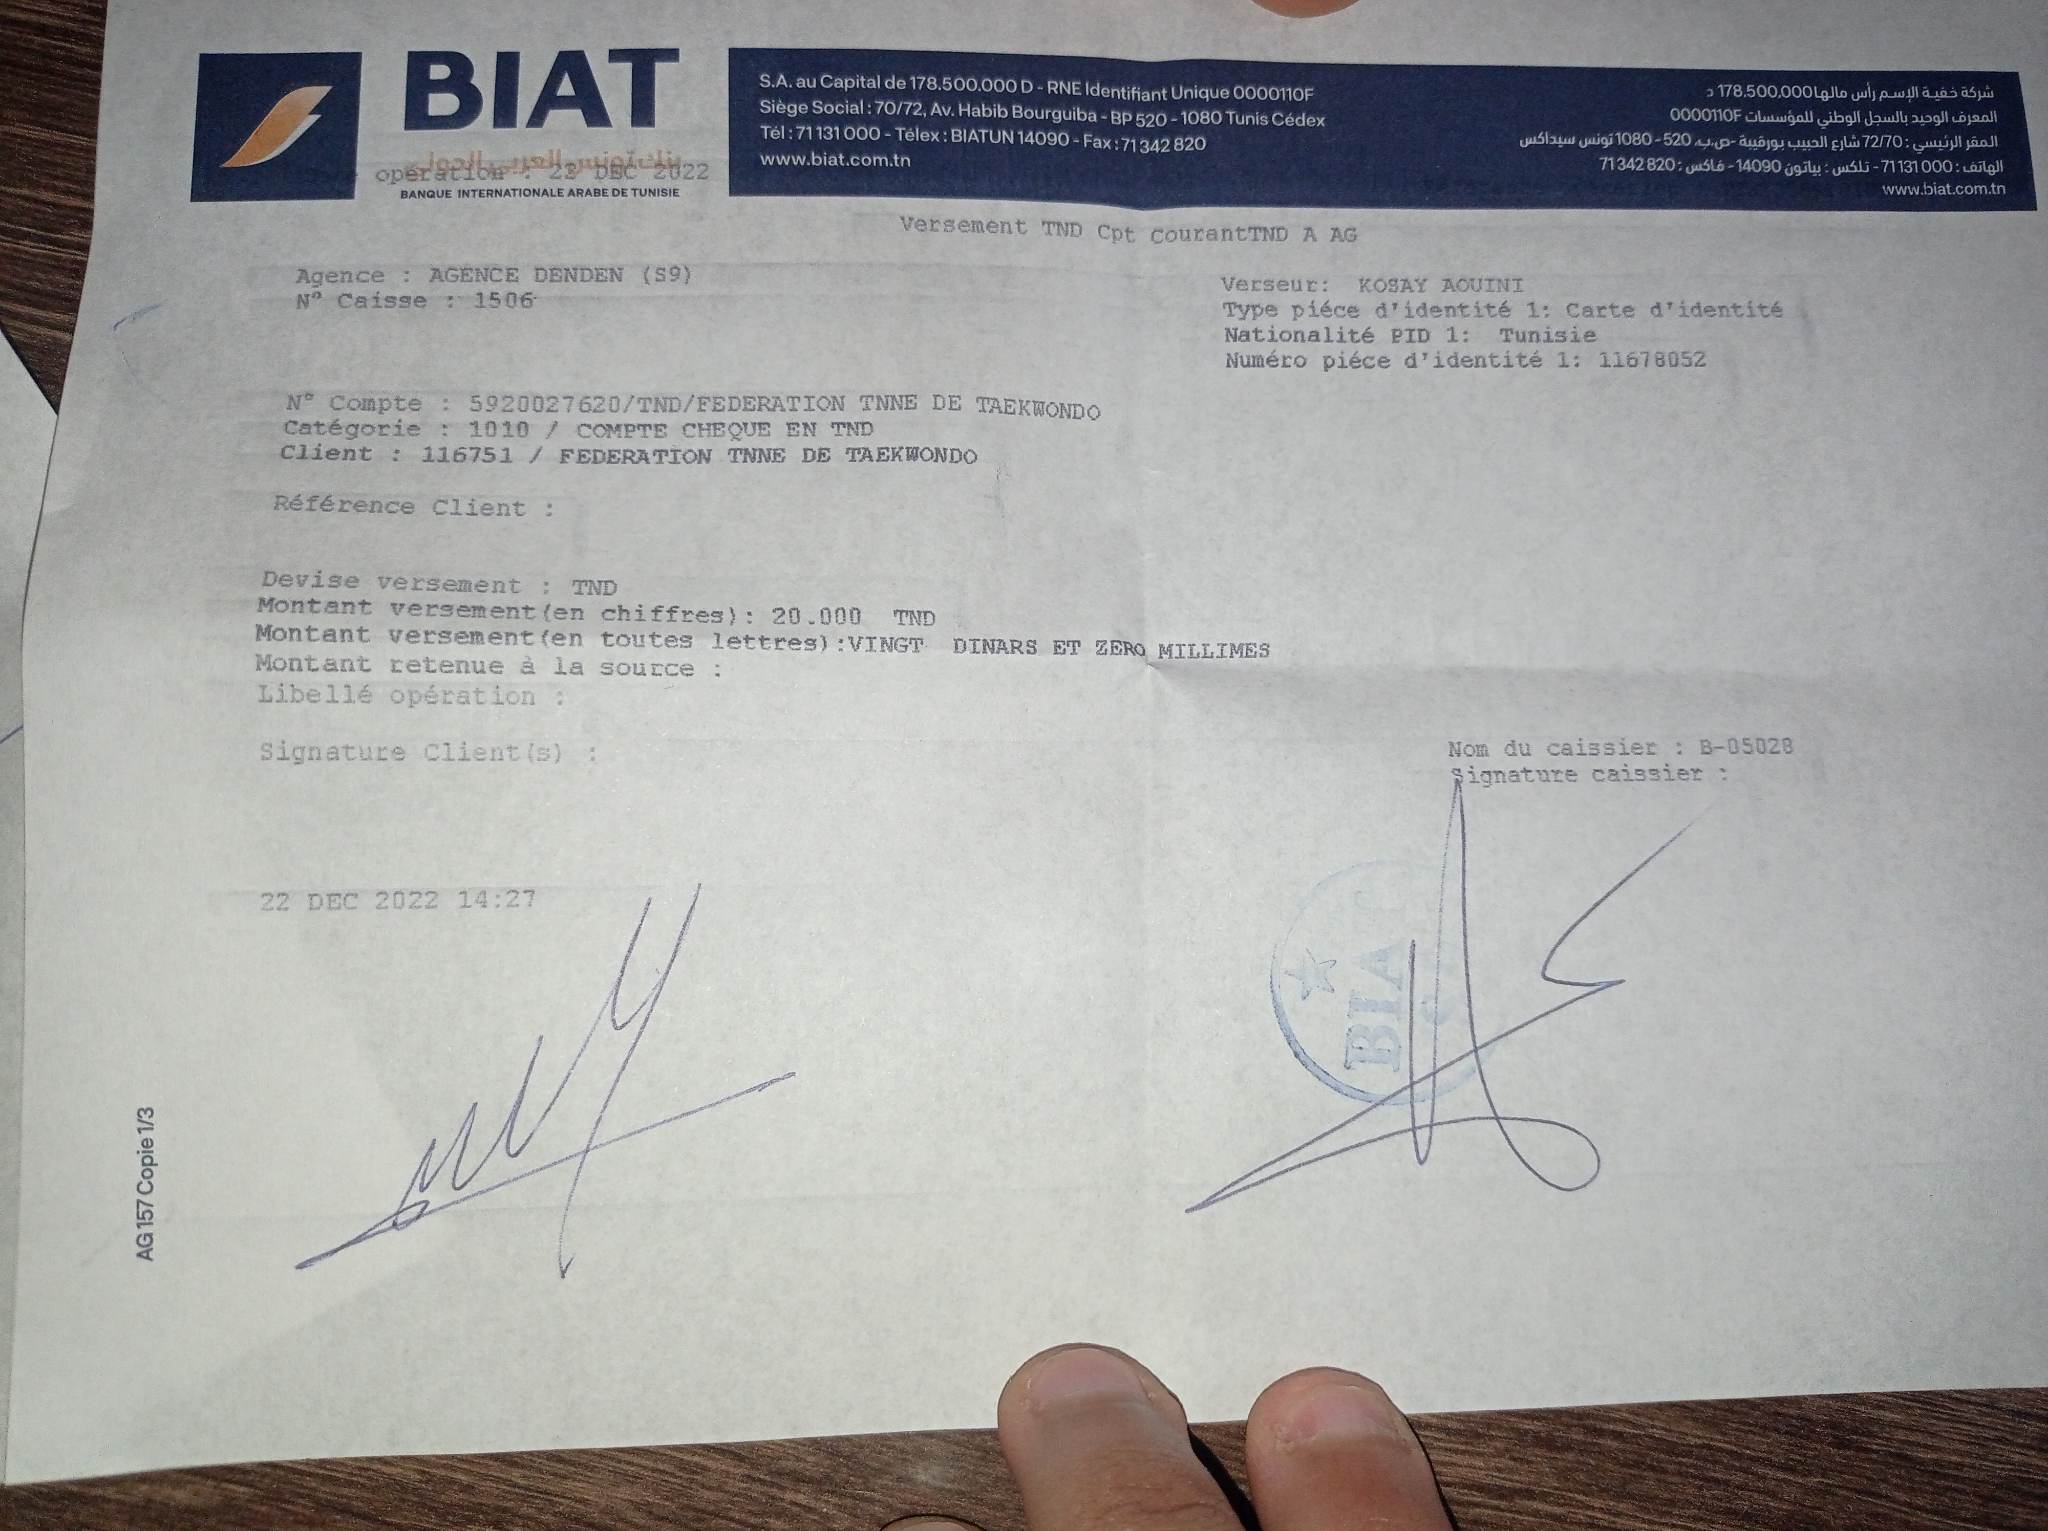 BIAT
بنك تونس العربي الدولي
operation : 23 DEC 2022
BANQUE INTERNATIONALE ARABE DE TUNISIE
S.A. au Capital de 178.500.000 D - RNE Identifiant Unique 0000110F
Siège Social : 70/72, Av. Habib Bourguiba - BP 520 - 1080 Tunis Cédex
Tél : 71 131 000 - Télex : BIATUN 14090 - Fax : 71 342 820
www.biat.com.tn
شركة خفية الإسم رأس مالها 178.500.000 د
المعرف الوحيد بالسجل الوطني للمؤسسات 0000110F
المقر الرئيسي : 72/70 شارع الحبيب بورقيبة -ص.ب. 520 - 1080 تونس سيداكس
الهاتف : 000 131 71 - تلكس : بياتون 14090 - فاكس : 820 342 71
www.biat.com.tn
Versement TND Cpt CourantTND A AG
Agence : AGENCE DENDEN (S9)
N° Caisse : 1506
Verseur: KOSAY AOUINI
Type piéce d'identité 1: Carte d'identité
Nationalité PID 1: Tunisie
Numéro piéce d'identité 1: 11678052
N° Compte : 5920027620/TND/FEDERATION TNNE DE TAEKWONDO
Catégorie : 1010 / COMPTE CHEQUE EN TND
Client : 116751 / FEDERATION TNNE DE TAEKWONDO
Référence Client :
Devise versement : TND
Montant versement(en chiffres): 20.000 TND
Montant versement(en toutes lettres):VINGT DINARS ET ZERO MILLIMES
Montant retenue à la source :
Libellé opération :
Signature Client(s) :
Nom du caissier : B-05028
Signature caissier :
22 DEC 2022 14:27
BIAT
AG 157 Copie 1/3